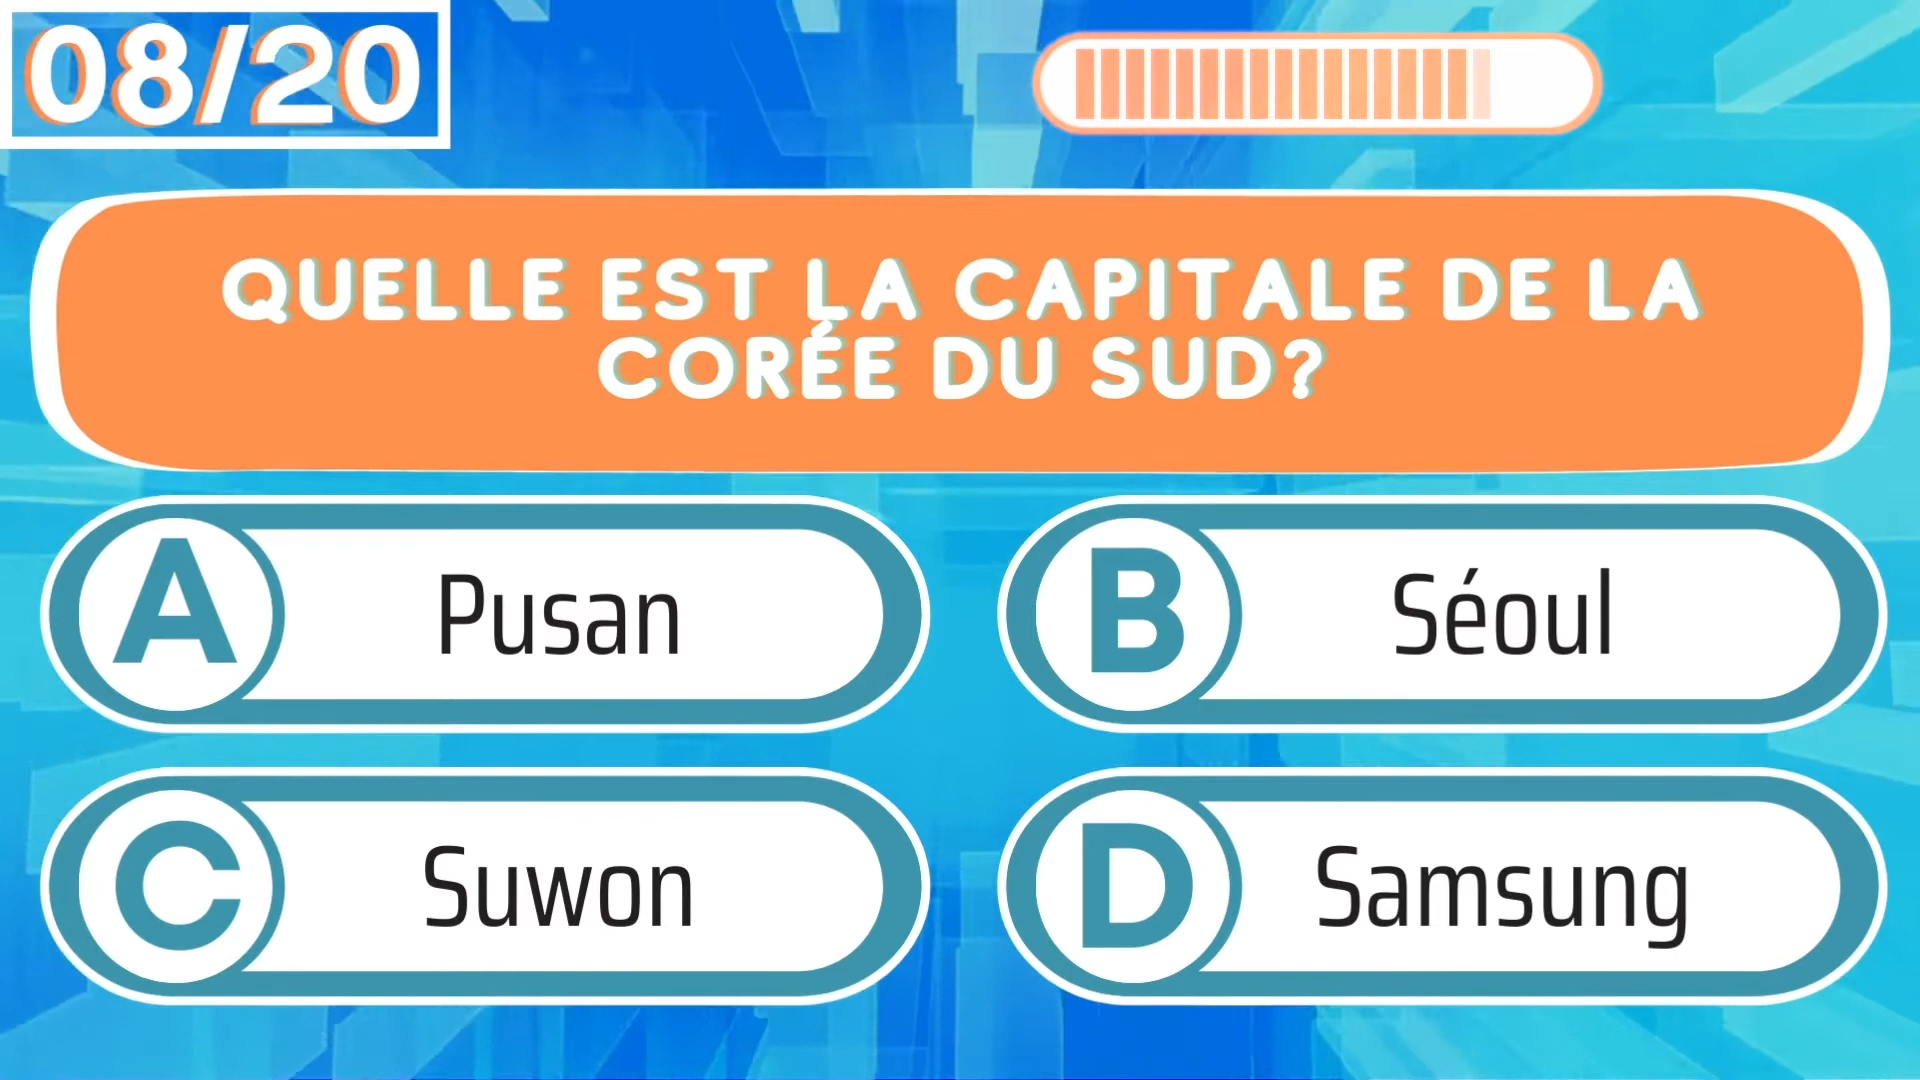 08/20
QUELLE EST LA CAPITALE DE LA
CORÉE DU SUD?
A Pusan
B Séoul
C Suwon
D Samsung